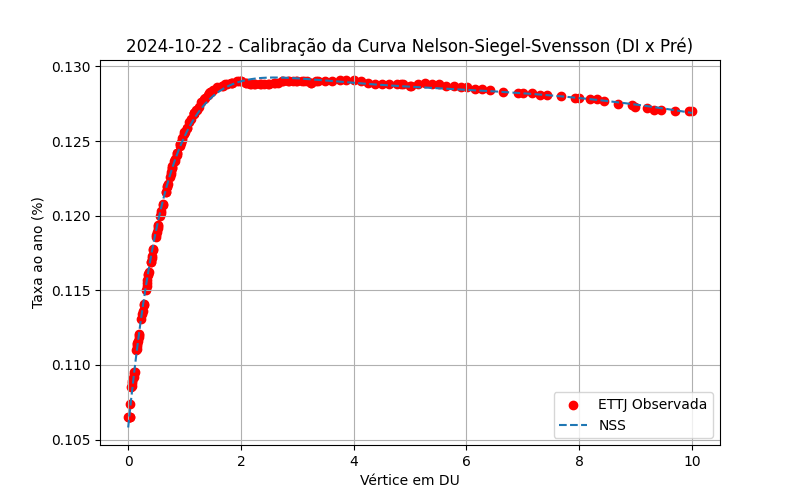 2024-10-22 - Calibração da Curva Nelson-Siegel-Svensson (DI x Pré)
0.130
0.125
0.120
0.115
0.110
0.105
Taxa ao ano (%)
0 2 4 6 8 10
Vértice em DU
ETTJ Observada
NSS